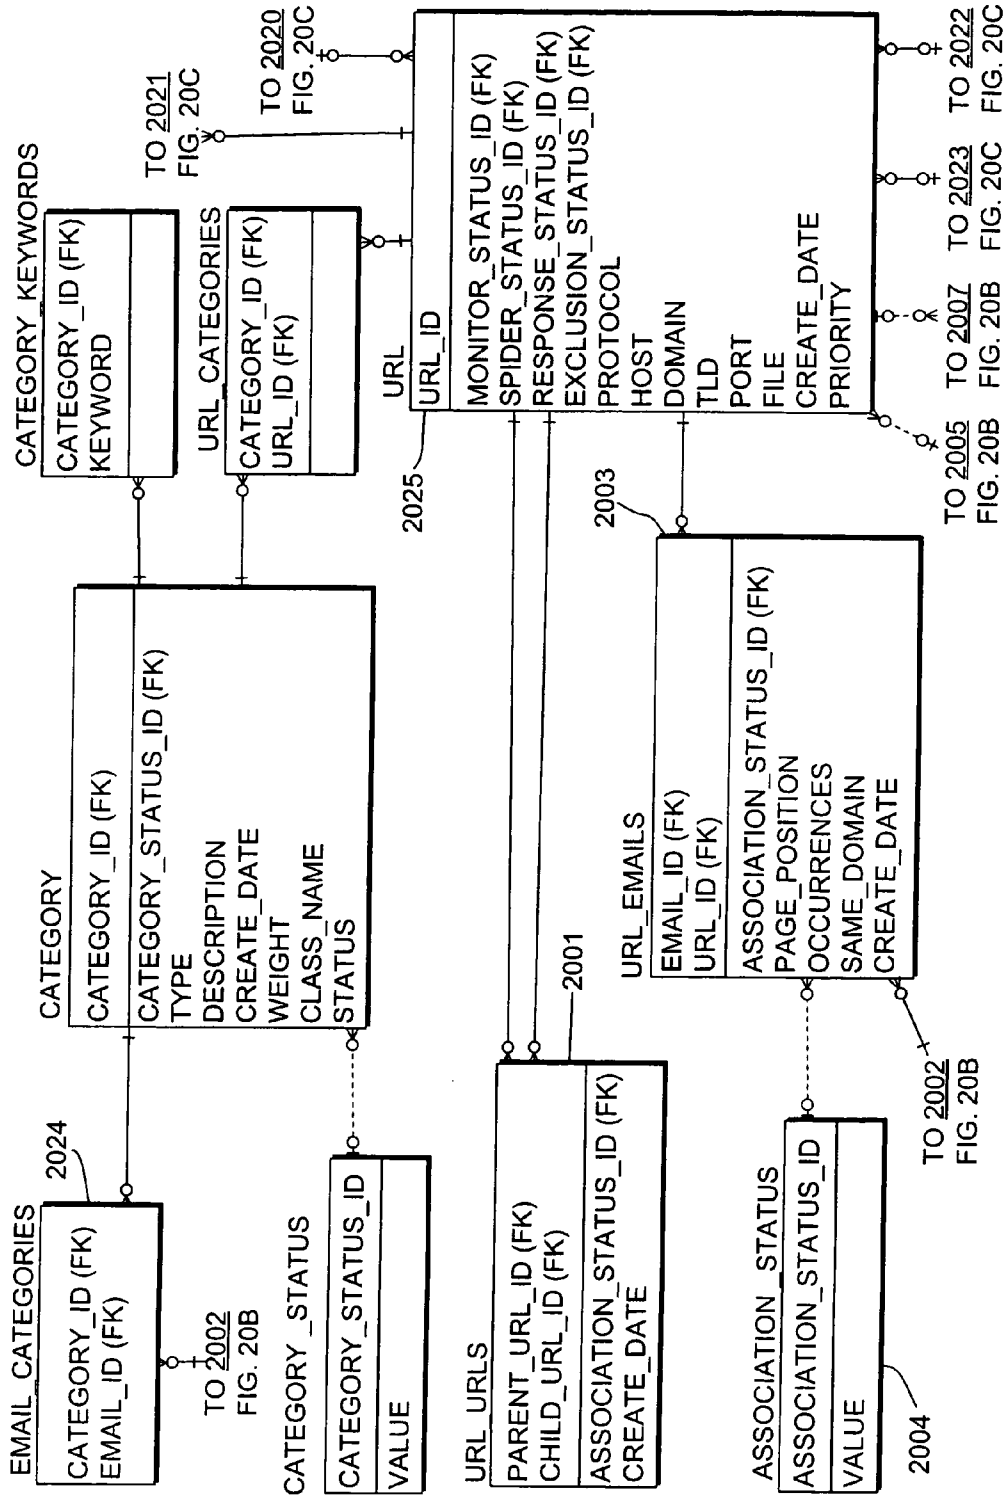 EMAIL_CATEGORIES
2024
CATEGORY_ID (FK)
EMAIL_ID (FK)
TO 2002
FIG. 20B
CATEGORY
CATEGORY_ID (FK)
CATEGORY_STATUS_ID (FK)
TYPE
DESCRIPTION
CREATE_DATE
WEIGHT
CLASS_NAME
STATUS
CATEGORY_KEYWORDS
CATEGORY_ID (FK)
KEYWORD
URL_CATEGORIES
CATEGORY_ID (FK)
URL_ID (FK)
TO 2021
FIG. 20C
TO 2020
FIG. 20C
CATEGORY_STATUS
CATEGORY_STATUS_ID
VALUE
URL_URLS
2001
PARENT_URL_ID (FK)
CHILD_URL_ID (FK)
ASSOCIATION_STATUS_ID (FK)
CREATE_DATE
2025
URL
URL_ID
MONITOR_STATUS_ID (FK)
SPIDER_STATUS_ID (FK)
RESPONSE_STATUS_ID (FK)
EXCLUSION_STATUS_ID (FK)
PROTOCOL
HOST
DOMAIN
TLD
PORT
FILE
CREATE_DATE
PRIORITY
URL_EMAILS
2003
EMAIL_ID (FK)
URL_ID (FK)
ASSOCIATION_STATUS_ID (FK)
PAGE_POSITION
OCCURRENCES
SAME_DOMAIN
CREATE_DATE
ASSOCIATION_STATUS
ASSOCIATION_STATUS_ID
VALUE
2004
TO 2002
FIG. 20B
TO 2005
FIG. 20B
TO 2007
FIG. 20B
TO 2023
FIG. 20C
TO 2022
FIG. 20C